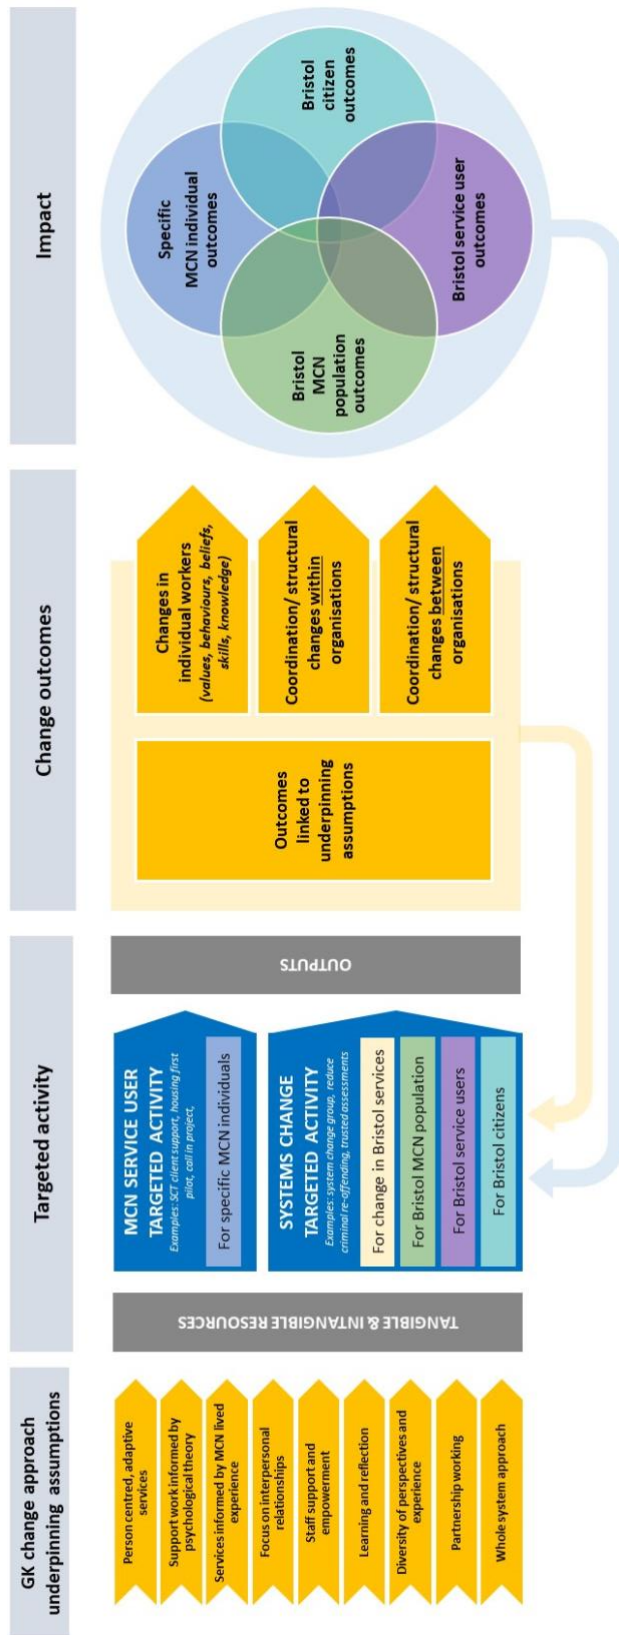 GK change approach
underpinning assumptions
Person centred, adaptive
services
Support work informed by
psychological theory
Services informed by MCN lived
experience
Focus on interpersonal
relationships
Staff support and
empowerment
Learning and reflection
Diversity of perspectives and
experience
Partnership working
Whole system approach
TANGIBLE & INTANGIBLE RESOURCES
Targeted activity
MCN SERVICE USER
TARGETED ACTIVITY
Examples: SCT client support, housing first
pilot, call in project,
For specific MCN individuals
SYSTEMS CHANGE
TARGETED ACTIVITY
Examples: system change group, reduce
criminal re-offending, trusted assessments
For change in Bristol services
For Bristol MCN population
For Bristol service users
For Bristol citizens
OUTPUTS
Change outcomes
Outcomes
linked to
underpinning
assumptions
Changes in
individual workers
(values, behaviours, beliefs,
skills, knowledge)
Coordination/ structural
changes within
organisations
Coordination/ structural
changes between
organisations
Impact
Specific
MCN individual
outcomes
Bristol
MCN
population
outcomes
Bristol
citizen
outcomes
Bristol service user
outcomes